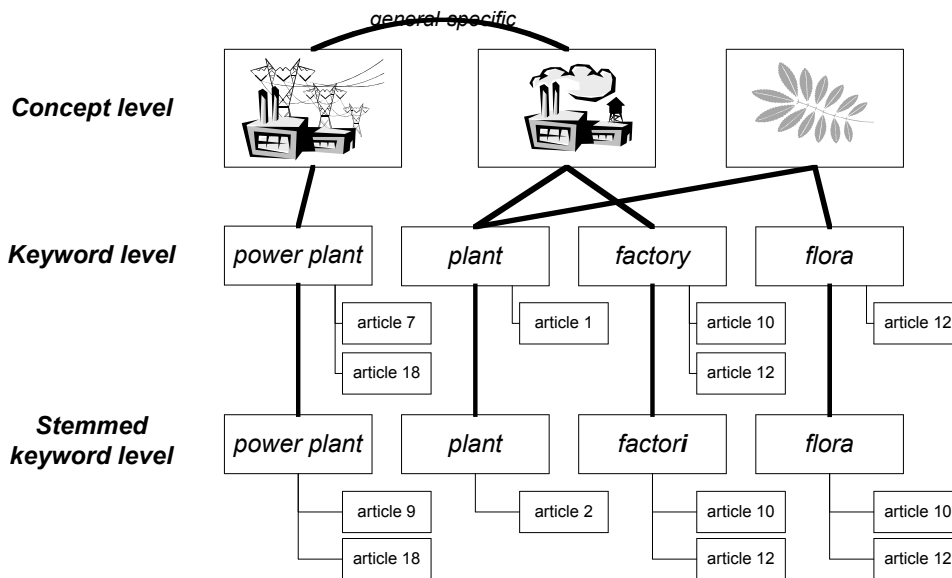 general-specific
Concept level
Keyword level
power plant
plant
factory
flora
article 7
article 1
article 10
article 12
article 18
article 12
Stemmed
keyword level
power plant
plant
factori
flora
article 9
article 2
article 10
article 10
article 18
article 12
article 12